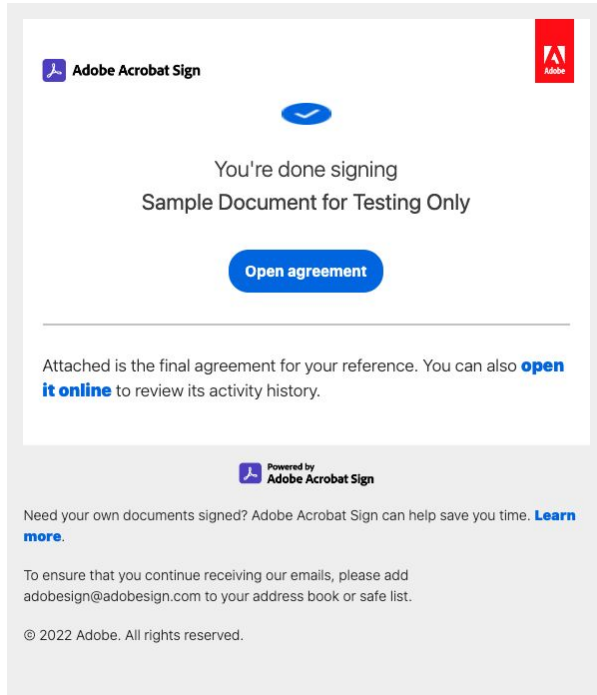 Adobe Acrobat Sign
Adobe
You're done signing
Sample Document for Testing Only
Open agreement
Attached is the final agreement for your reference. You can also open
it online to review its activity history.
Powered by
Adobe Acrobat Sign
Need your own documents signed? Adobe Acrobat Sign can help save you time. Learn
more.
To ensure that you continue receiving our emails, please add
adobesign@adobesign.com to your address book or safe list.
© 2022 Adobe. All rights reserved.